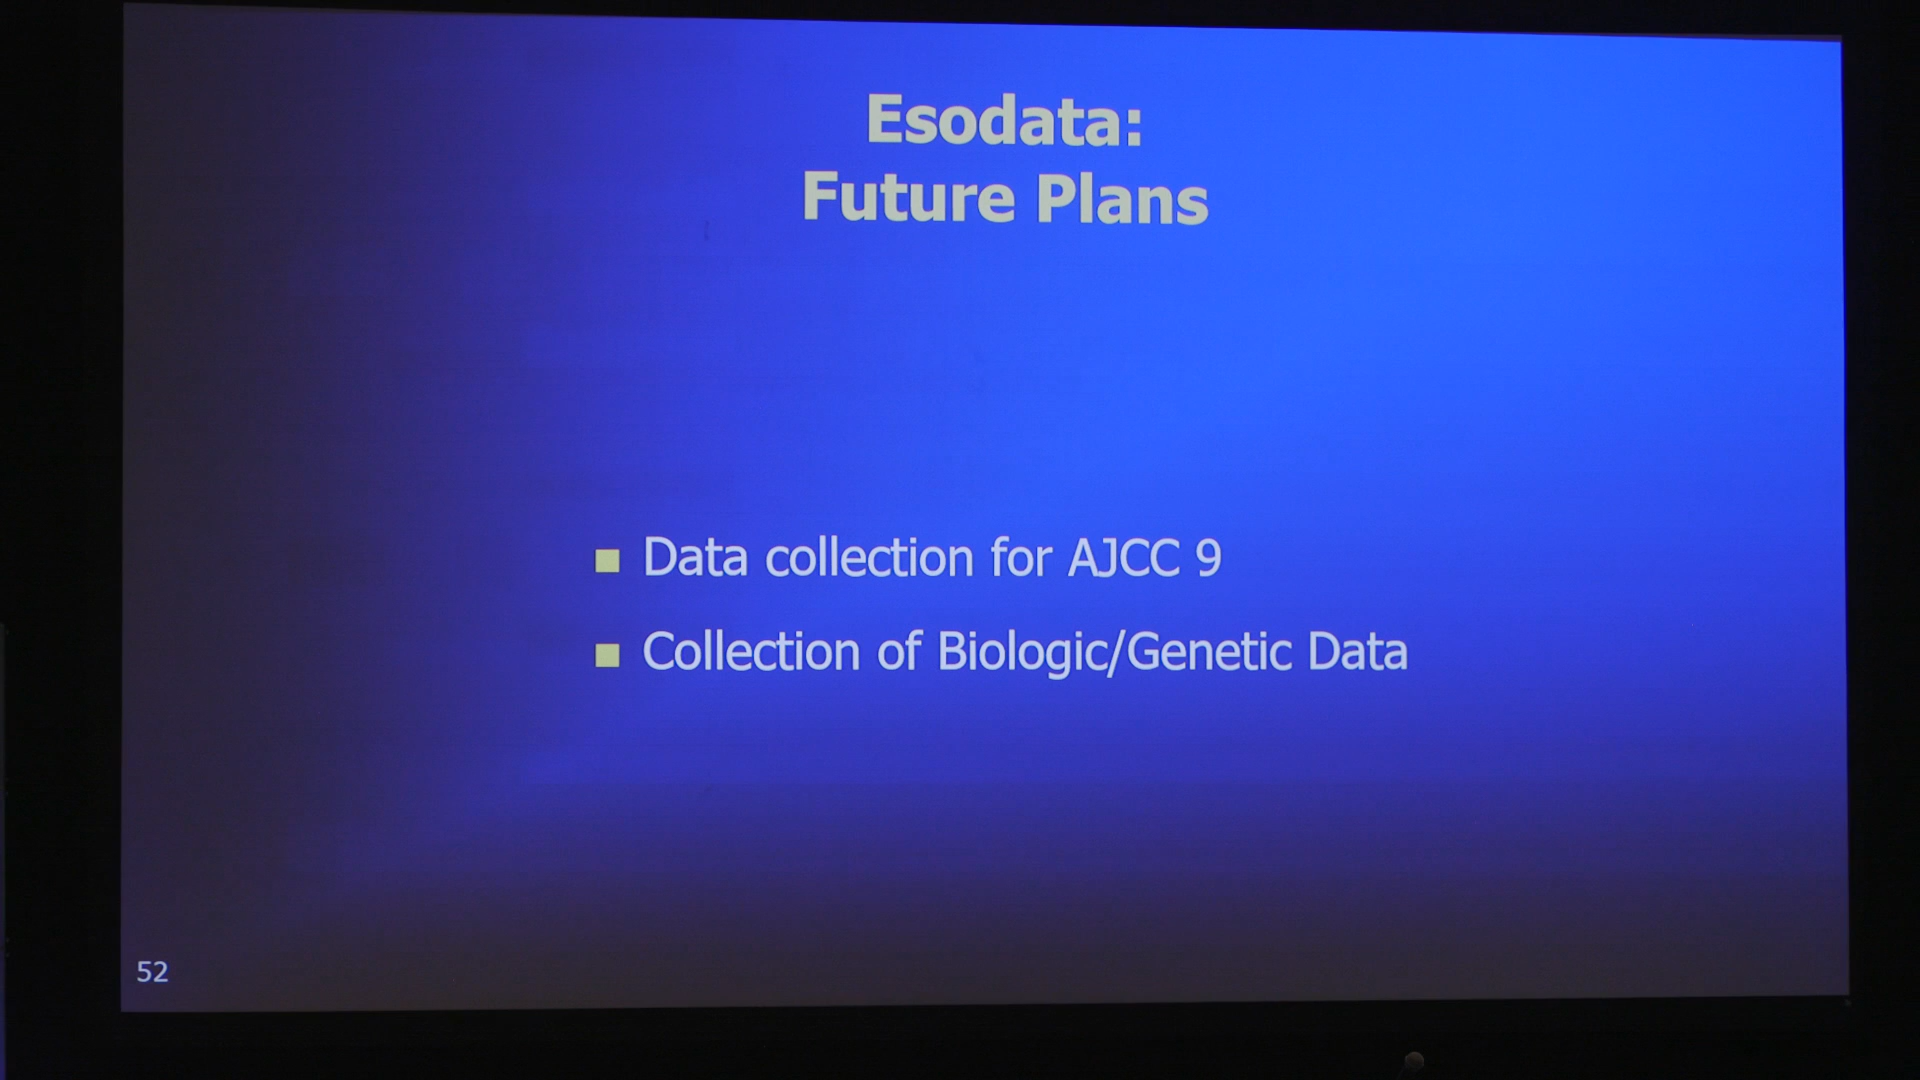 Esodata:
Future Plans
Data collection for AJCC 9
Collection of Biologic/Genetic Data
52